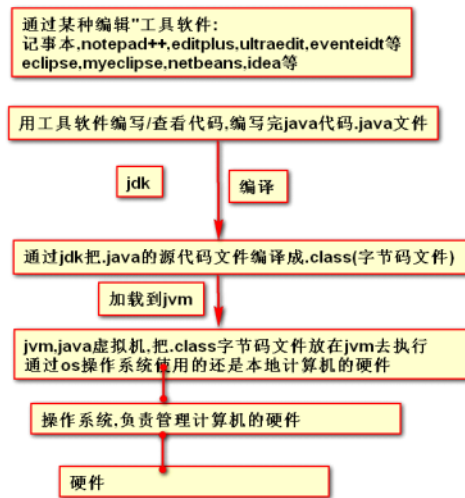 通过某种编辑"工具软件:
记事本,notepad++,editplus,ultraedit,eventeidt等
eclipse,myeclipse,netbeans,idea等
用工具软件编写/查看代码,编写完java代码.java文件
jdk
编译
通过jdk把.java的源代码文件编译成.class(字节码文件)
加载到jvm
jvm,java虚拟机,把.class字节码文件放在jvm去执行
通过os操作系统使用的还是本地计算机的硬件
操作系统,负责管理计算机的硬件
硬件